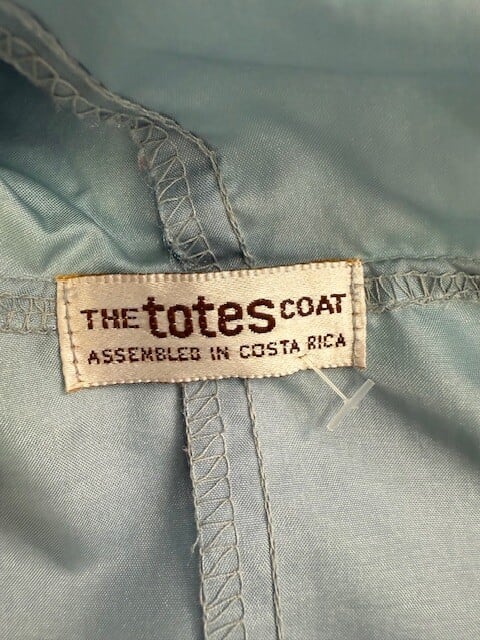 THE totes COAT
ASSEMBLED IN COSTA RICA